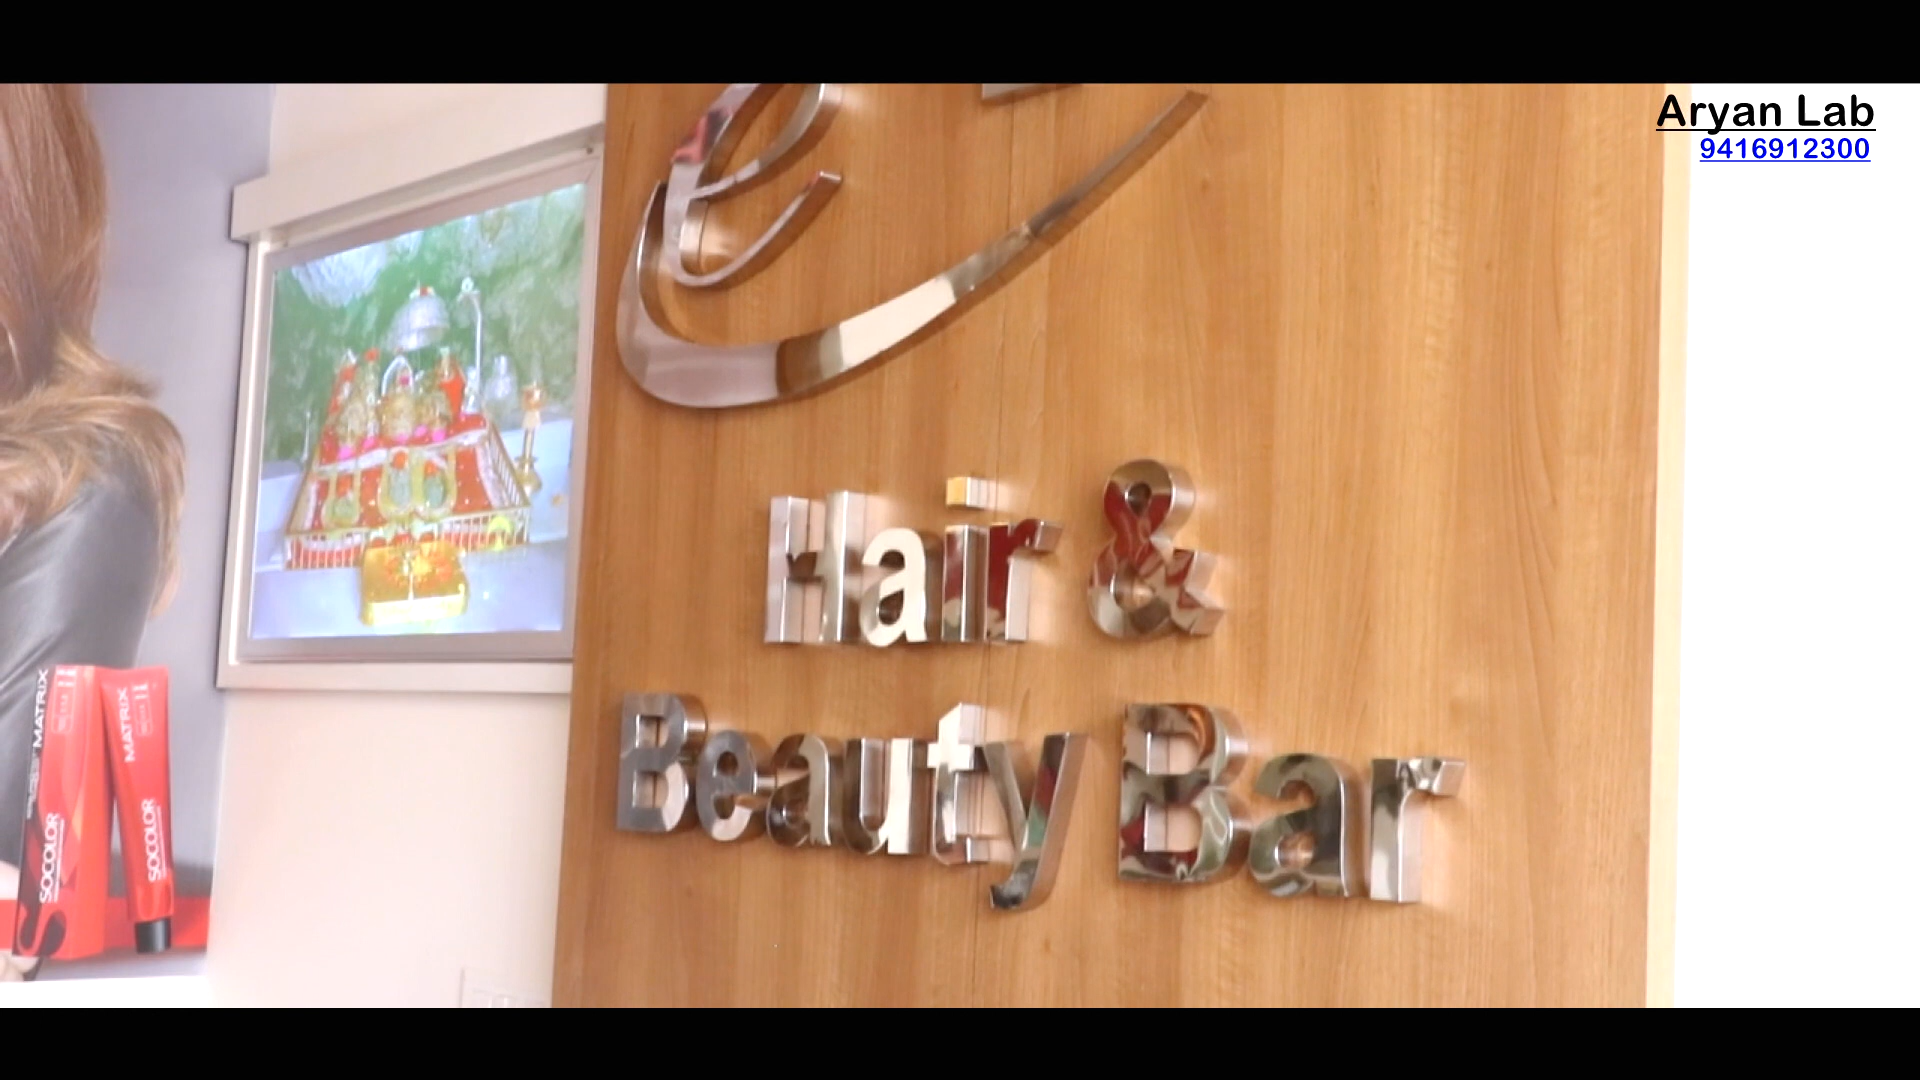 Aryan Lab
9416912300
e
Hair &
Beauty Bar
MATRIX
SOCOLOR
MATRIX
SOCOLOR